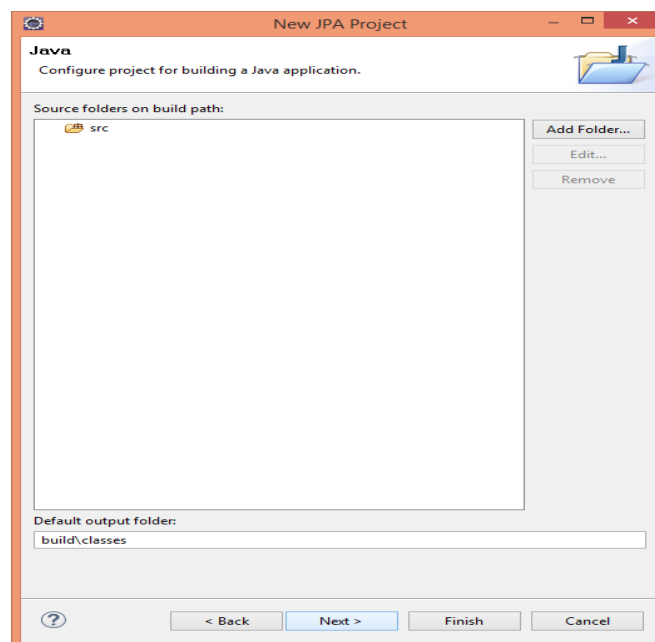 New JPA Project
Java
Configure project for building a Java application.
Source folders on build path:
src
Add Folder...
Edit...
Remove
Default output folder:
build\classes
?
< Back
Next >
Finish
Cancel